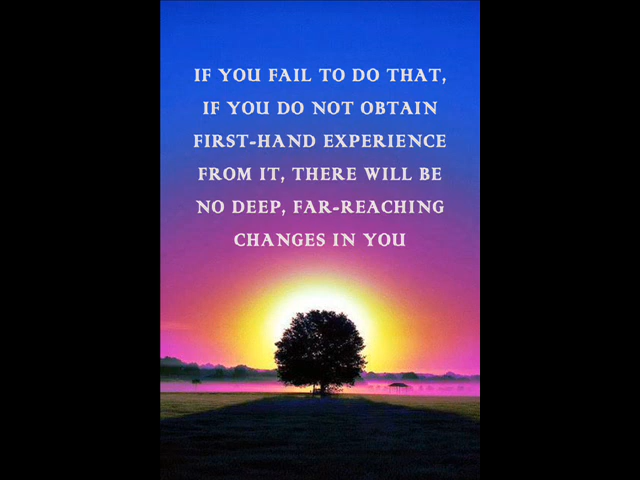 IF YOU FAIL TO DO THAT,
IF YOU DO NOT OBTAIN
FIRST-HAND EXPERIENCE
FROM IT, THERE WILL BE
NO DEEP, FAR-REACHING
CHANGES IN YOU